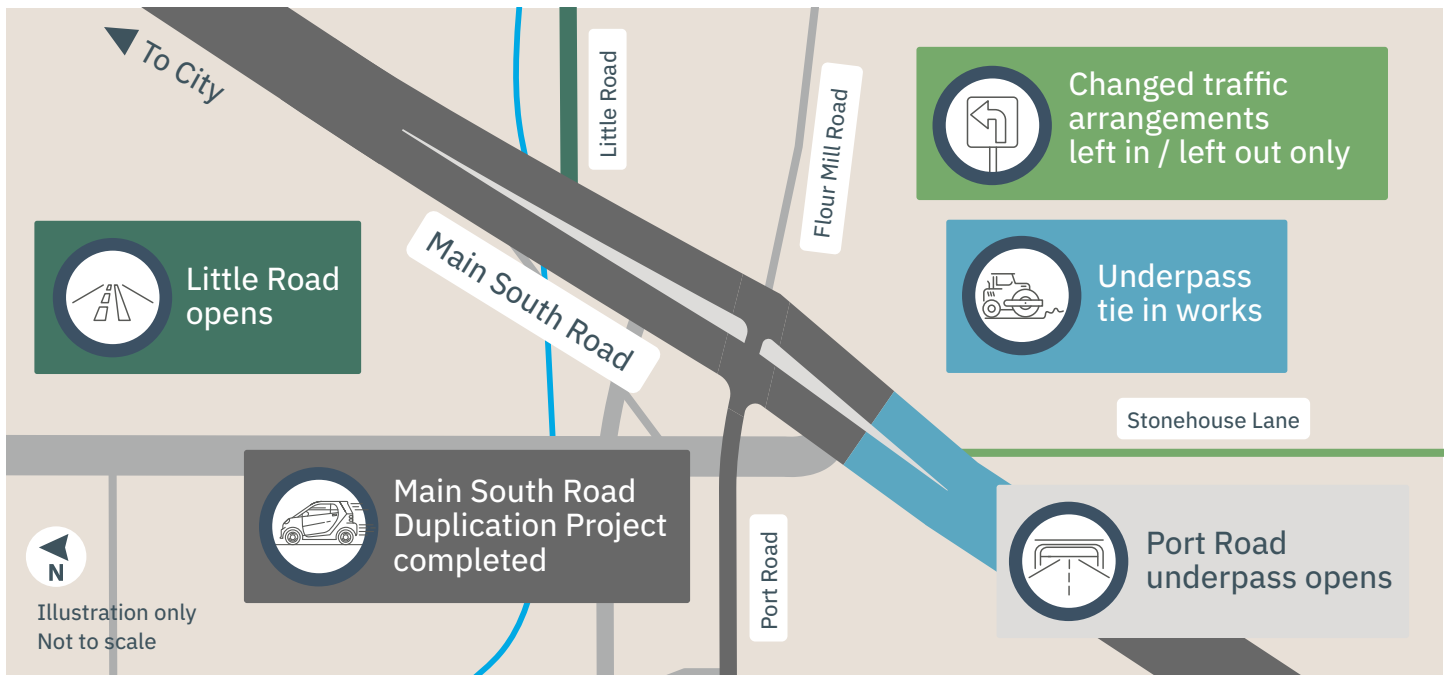 To City
Little Road
Flour Mill Road
Changed traffic
arrangements
left in / left out only
Main South Road
Little Road
opens
Underpass
tie in works
Stonehouse Lane
Main South Road
Duplication Project
completed
Port Road
Port Road
underpass opens
N
Illustration only
Not to scale